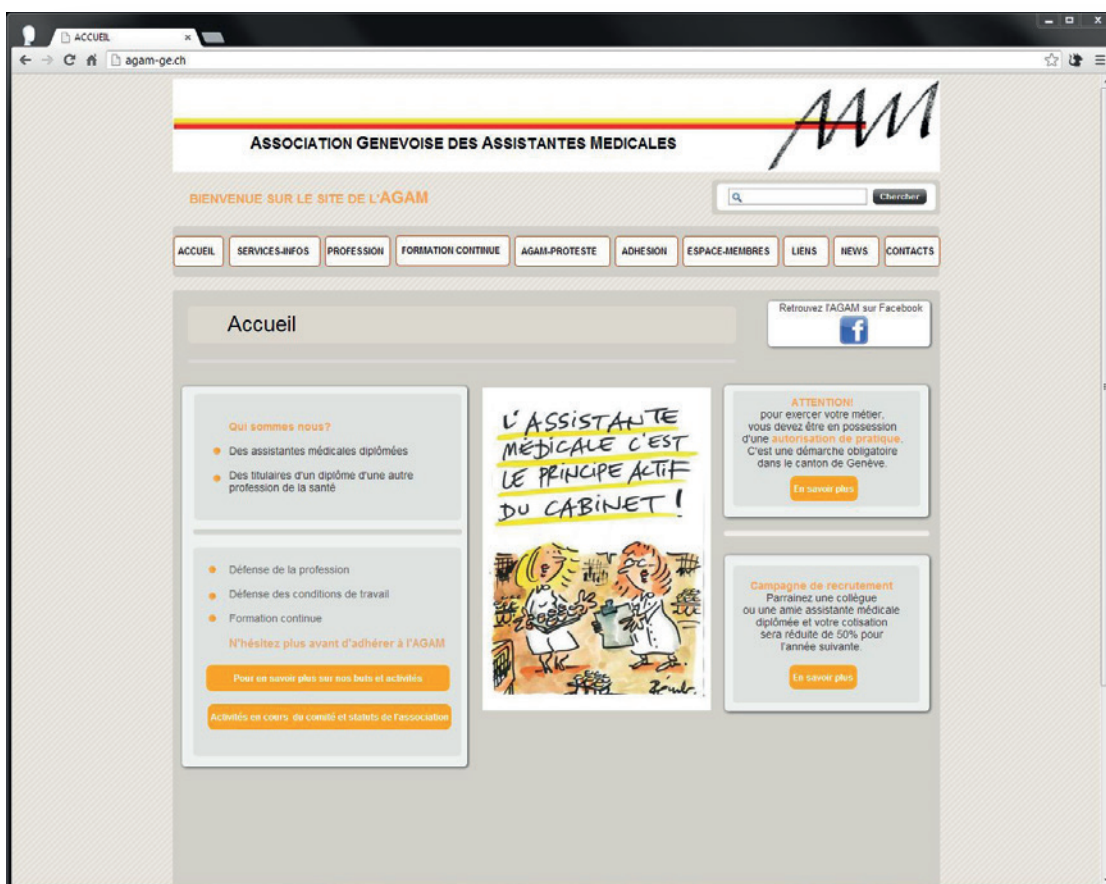 ACCUEIL
agam-ge.ch
AAM
ASSOCIATION GENEVOISE DES ASSISTANTES MEDICALES
BIENVENUE SUR LE SITE DE L'AGAM
Chercher
ACCUEIL SERVICES-INFOS PROFESSION FORMATION CONTINUE AGAM-PROTESTE ADHESION ESPACE-MEMBRES LIENS NEWS CONTACTS
Accueil
Retrouvez l'AGAM sur Facebook
f
Qui sommes nous?
Des assistantes médicales diplômées
Des titulaires d'un diplôme d'une autre
profession de la santé
Défense de la profession
Défense des conditions de travail
Formation continue
N'hésitez plus avant d'adhérer à l'AGAM
Pour en savoir plus sur nos buts et activités
Activités en cours du comité et statuts de l'association
L'ASSISTANTE
MÉDICALE C'EST
LE PRINCIPE ACTIF
DU CABINET !
ATTENTION!
pour exercer votre métier,
vous devez être en possession
d'une autorisation de pratique.
C'est une démarche obligatoire
dans le canton de Genève.
En savoir plus
Campagne de recrutement
Parrainez une collègue
ou une amie assistante médicale
diplômée et votre cotisation
sera réduite de 50% pour
l'année suivante.
En savoir plus